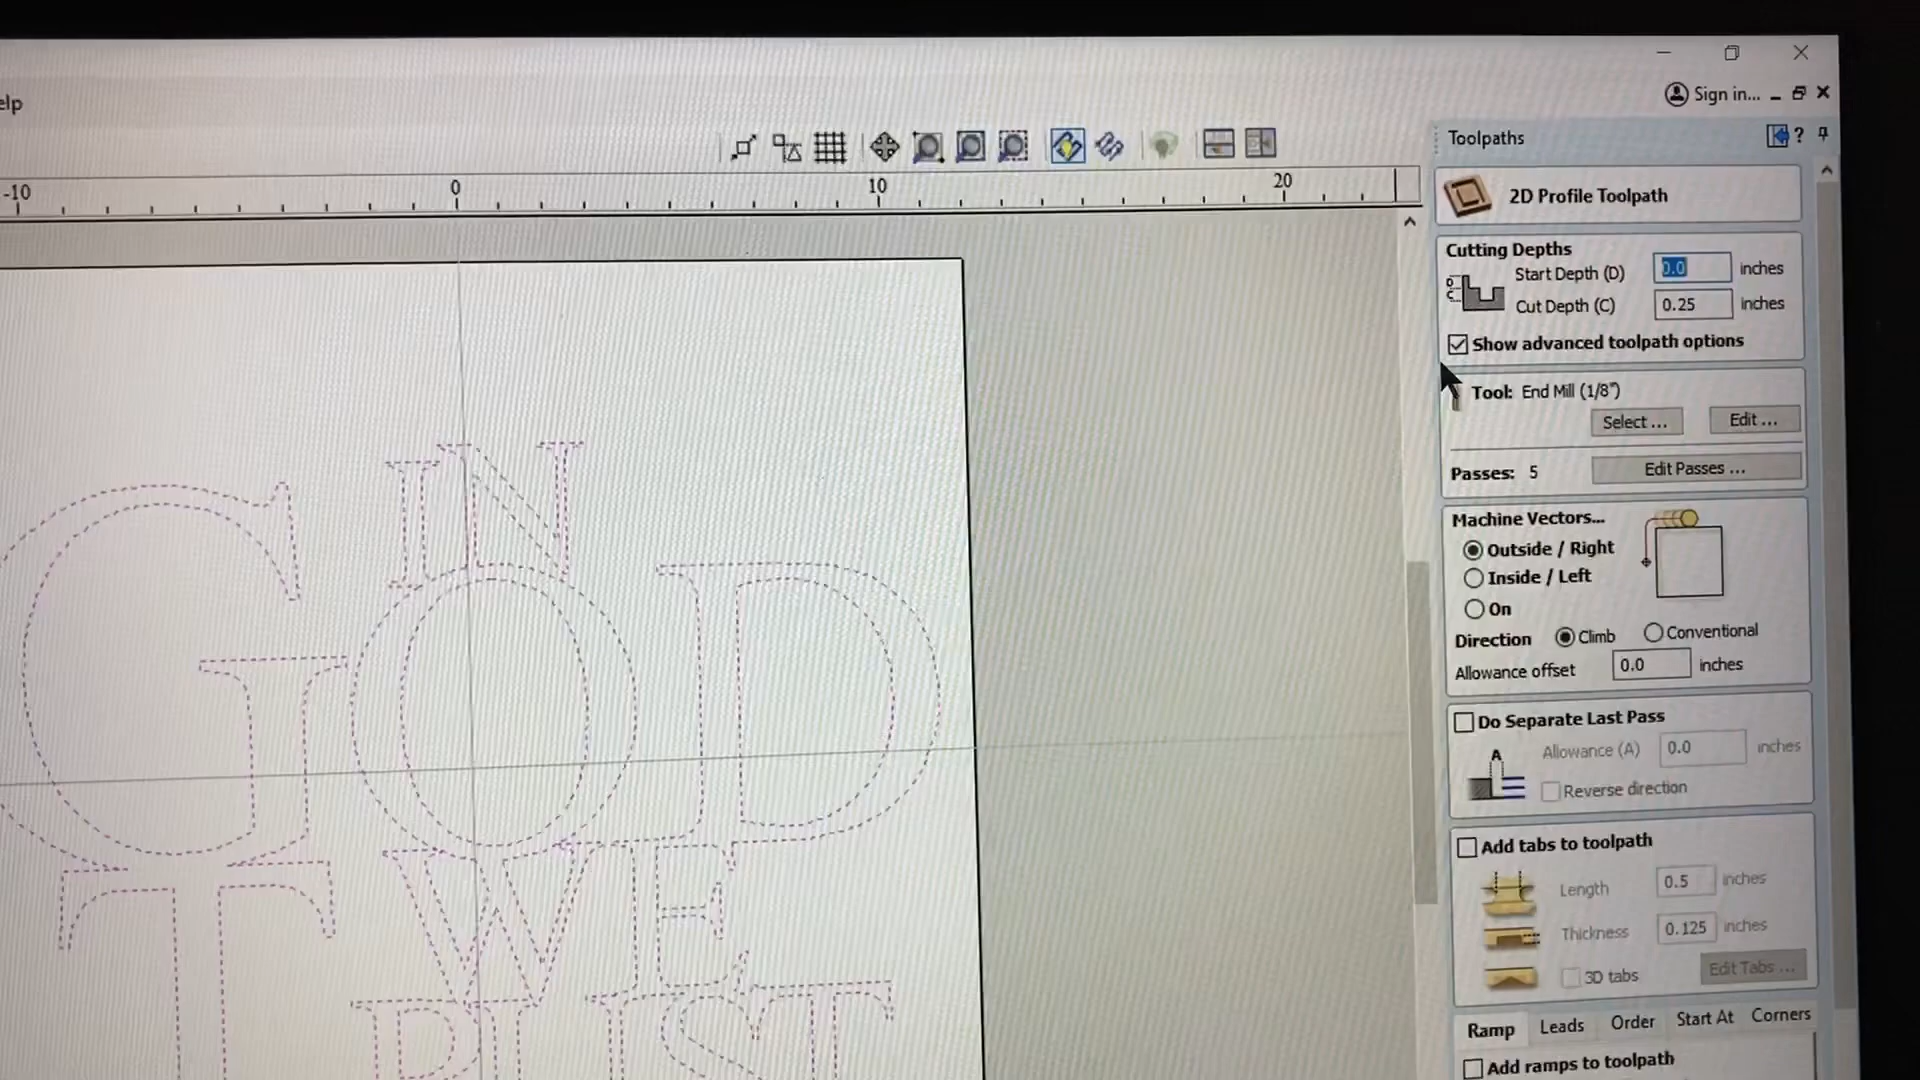 elp
Sign in...
-10
0
10
20
Toolpaths
?
2D Profile Toolpath
Cutting Depths
D
C
Start Depth (D)
0.0
inches
Cut Depth (C)
0.25
inches
Show advanced toolpath options
Tool: End Mill (1/8")
Select ...
Edit ...
Passes: 5
Edit Passes ...
Machine Vectors...
Outside / Right
Inside / Left
On
Direction
Climb
Conventional
Allowance offset
0.0
inches
Do Separate Last Pass
A
Allowance (A)
0.0
inches
Reverse direction
Add tabs to toolpath
Length
0.5
inches
Thickness
0.125
inches
3D tabs
Edit Tabs ...
Ramp
Leads
Order
Start At
Corners
Add ramps to toolpath
IN
GOD
WE
T